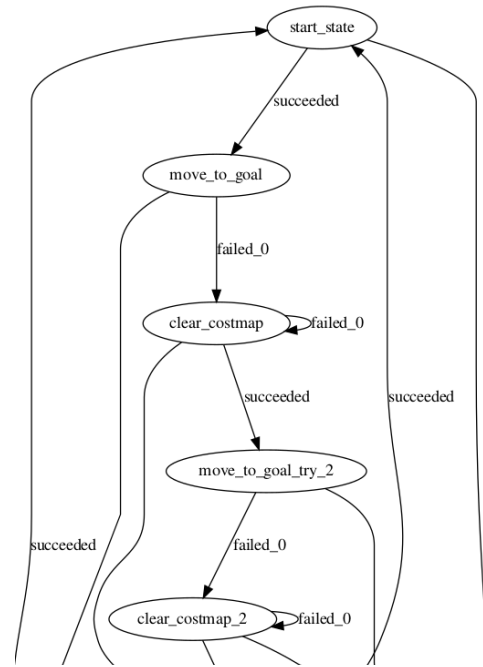 start_state
succeeded
move_to_goal
failed_0
clear_costmap
failed_0
succeeded
succeeded
move_to_goal_try_2
succeeded
failed_0
clear_costmap_2
failed_0